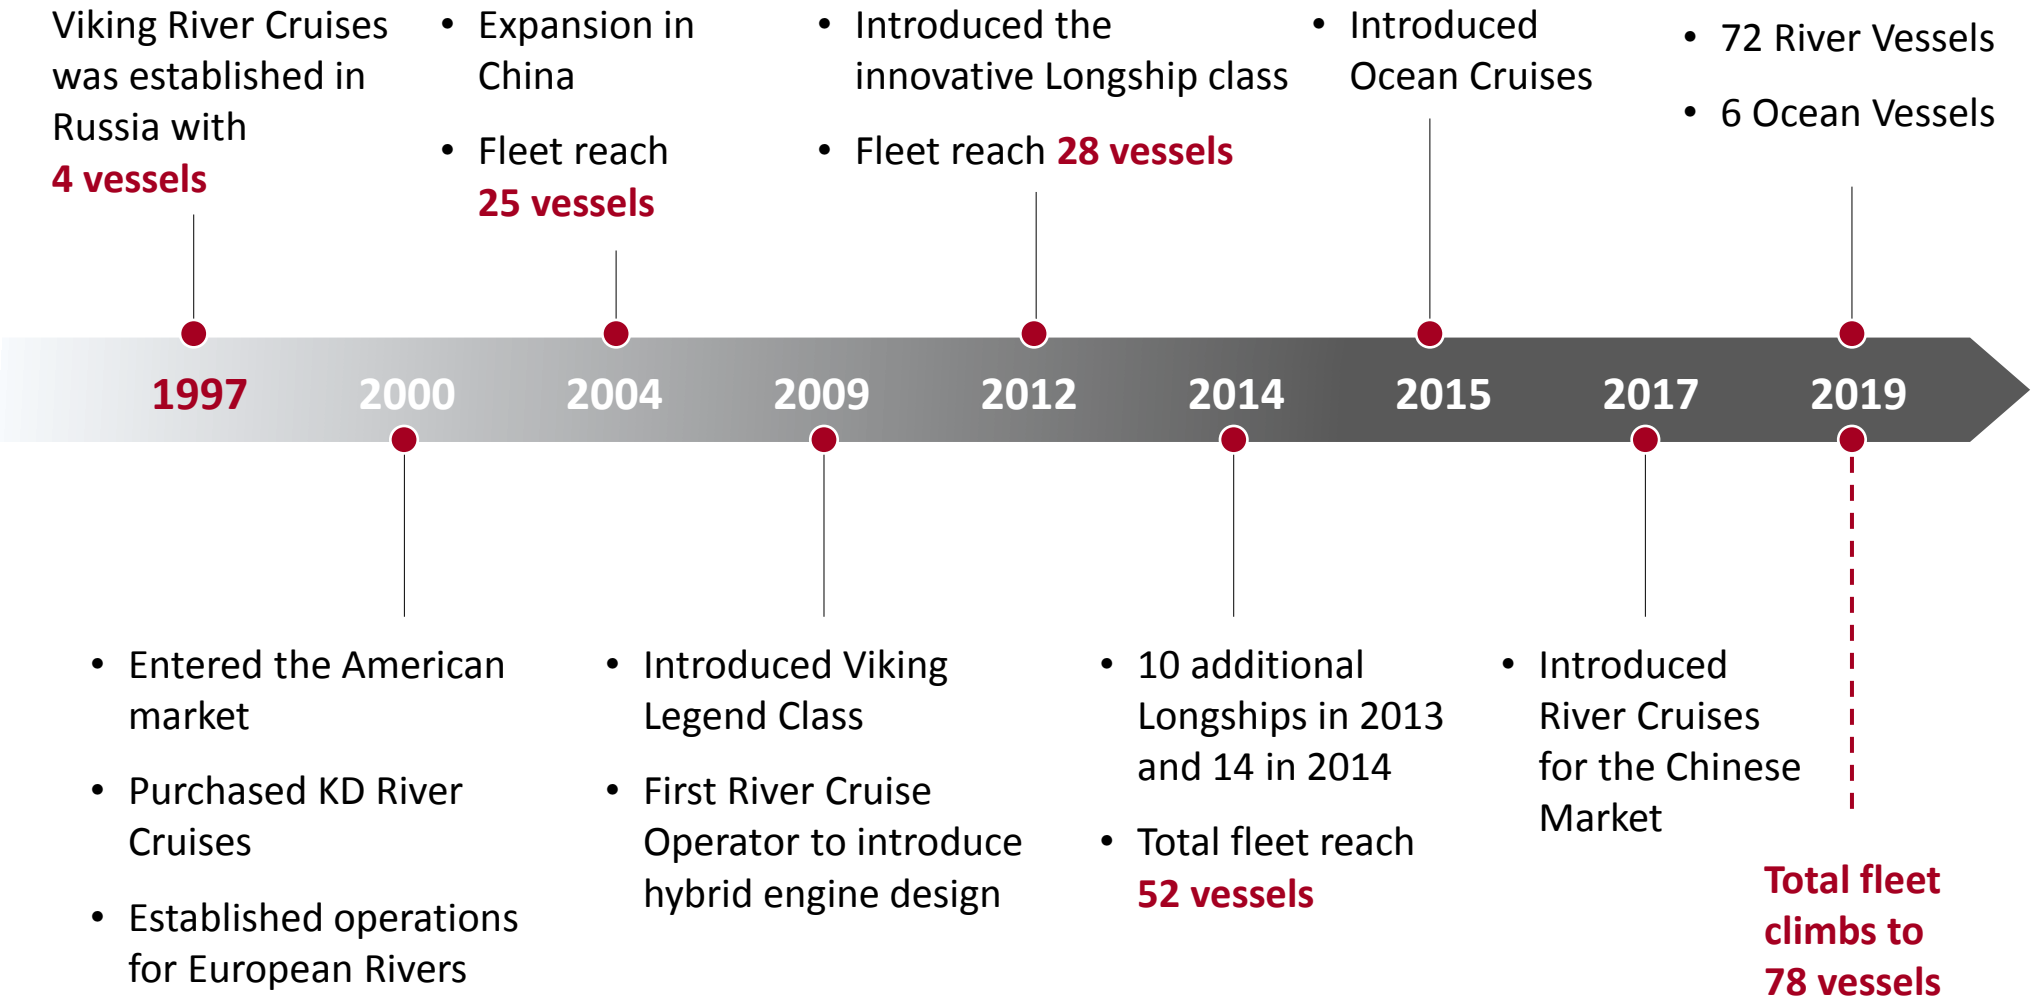 Viking River Cruises
was established in
Russia with
4 vessels
• Expansion in
China
• Fleet reach
25 vessels
• Introduced the
innovative Longship class
• Fleet reach 28 vessels
• Introduced
Ocean Cruises
• 72 River Vessels
• 6 Ocean Vessels
1997 2000 2004 2009 2012 2014 2015 2017 2019
• Entered the American
market
• Purchased KD River
Cruises
• Established operations
for European Rivers
• Introduced Viking
Legend Class
• First River Cruise
Operator to introduce
hybrid engine design
• 10 additional
Longships in 2013
and 14 in 2014
• Total fleet reach
52 vessels
• Introduced
River Cruises
for the Chinese
Market
Total fleet
climbs to
78 vessels